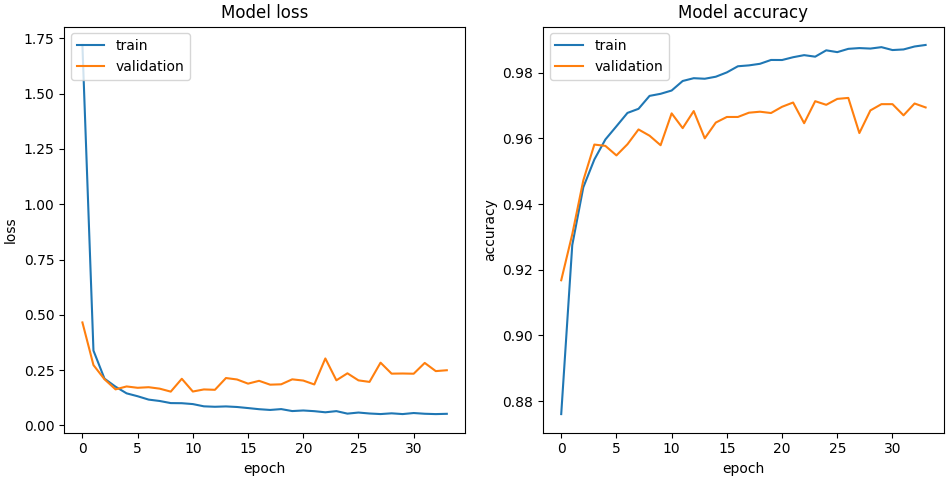 Model loss
train
validation
1.75
1.50
1.25
1.00
0.75
0.50
0.25
0.00
loss
0 5 10 15 20 25 30
epoch
Model accuracy
train
validation
0.98
0.96
0.94
0.92
0.90
0.88
accuracy
0 5 10 15 20 25 30
epoch